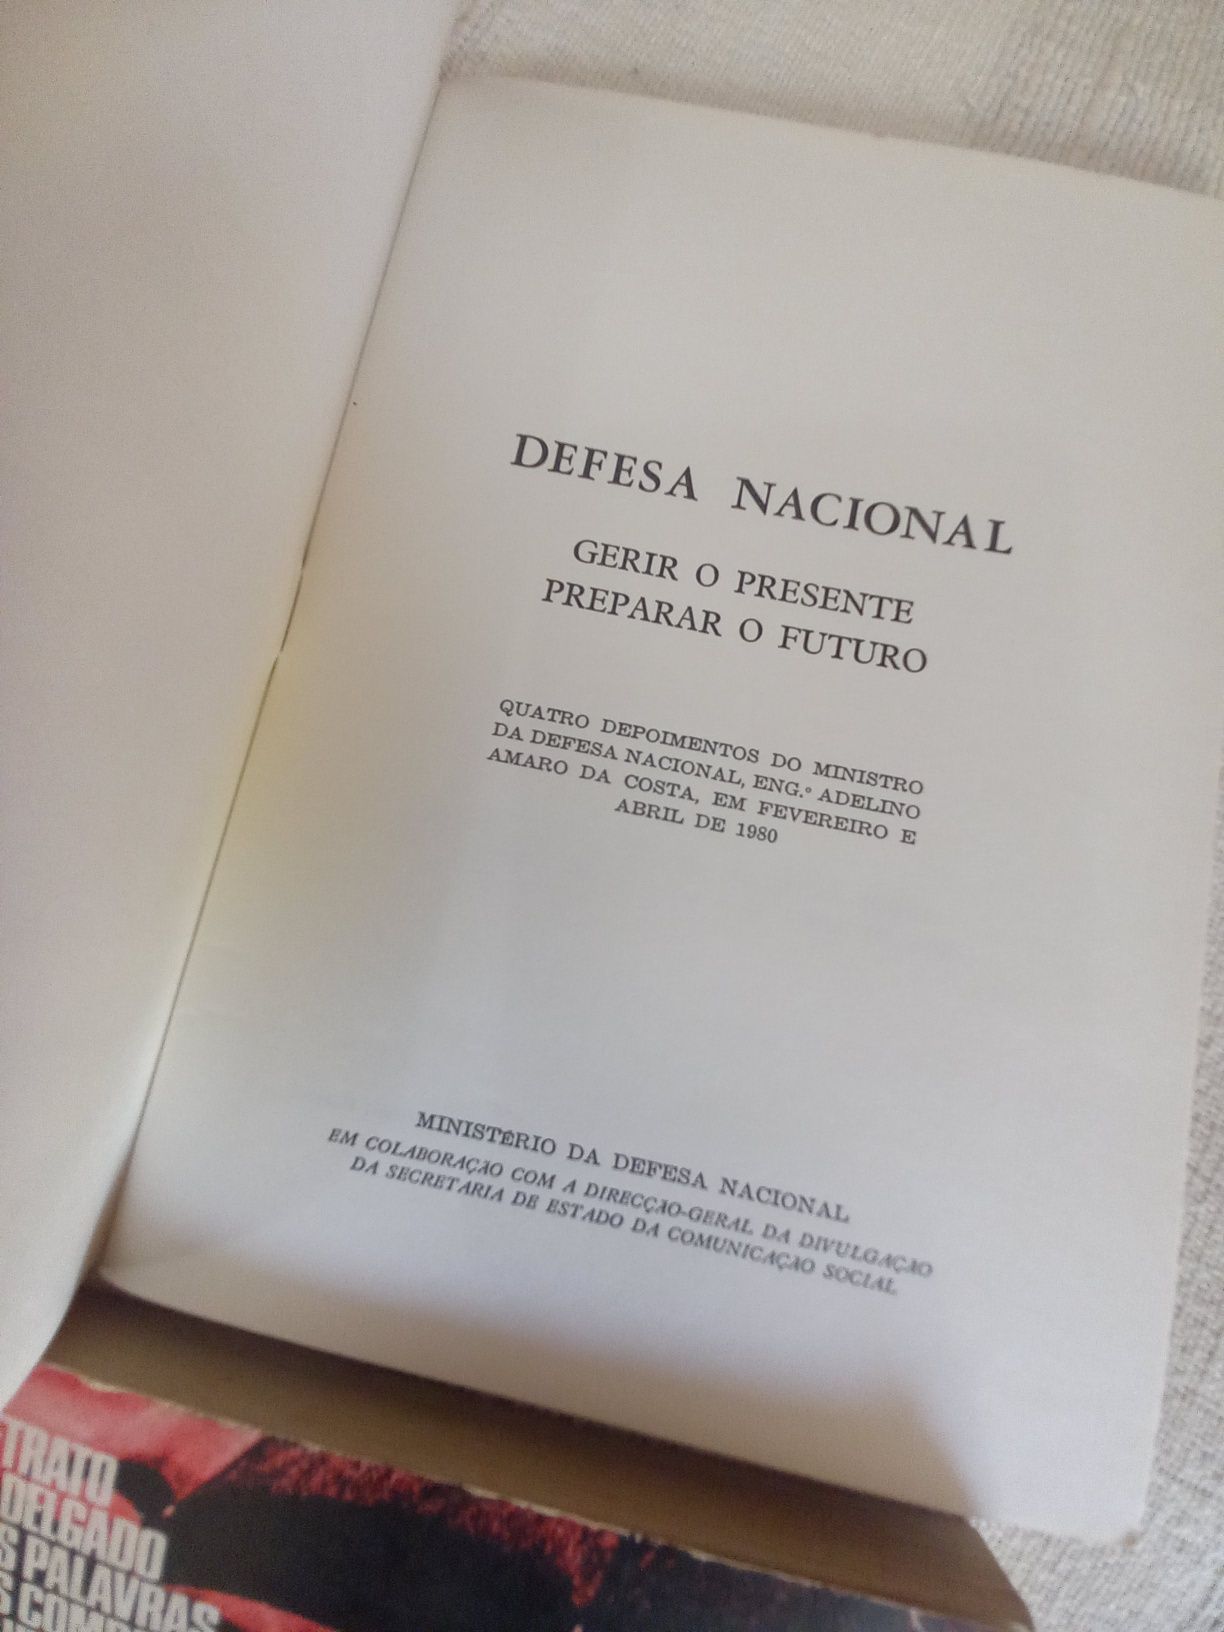 DEFESA NACIONAL
GERIR O PRESENTE
PREPARAR O FUTURO
QUATRO DEPOIMENTOS DO MINISTRO
DA DEFESA NACIONAL, ENG.º ADELINO
AMARO DA COSTA, EM FEVEREIRO E
ABRIL DE 1980
MINISTÉRIO DA DEFESA NACIONAL
EM COLABORAÇÃO COM A DIRECÇÃO-GERAL DA DIVULGAÇÃO
DA SECRETARIA DE ESTADO DA COMUNICAÇÃO SOCIAL
TRATO
DELGADO
S PALAVRAS